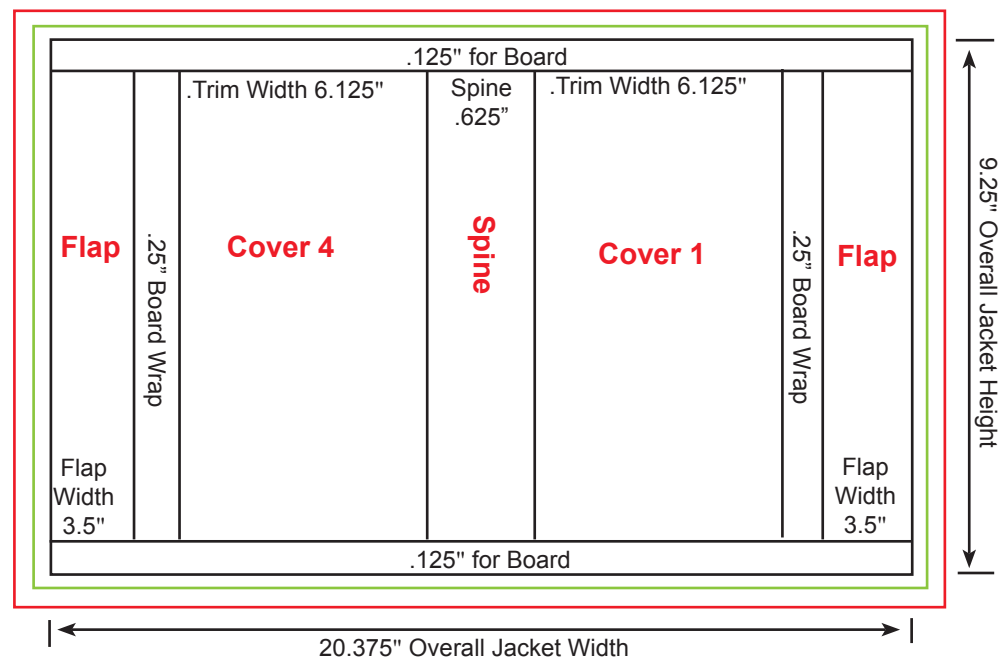 .125" for Board
.Trim Width 6.125"
Spine
.625”
.Trim Width 6.125"
Flap
.25” Board Wrap
Cover 4
Spine
Cover 1
.25” Board Wrap
Flap
9.25" Overall Jacket Height
Flap
Width
3.5"
Flap
Width
3.5"
.125" for Board
20.375" Overall Jacket Width